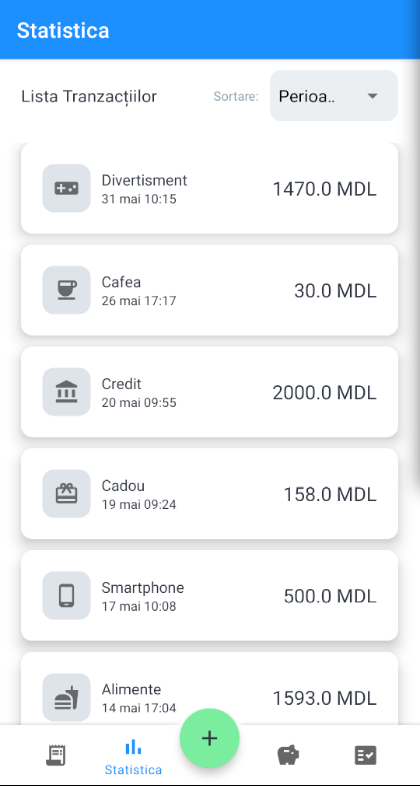 Statistica
Lista Tranzacțiilor
Sortare:
Perioa..
Divertisment
31 mai 10:15
1470.0 MDL
Cafea
26 mai 17:17
30.0 MDL
Credit
20 mai 09:55
2000.0 MDL
Cadou
19 mai 09:24
158.0 MDL
Smartphone
17 mai 10:08
500.0 MDL
Alimente
14 mai 17:04
1593.0 MDL
Statistica